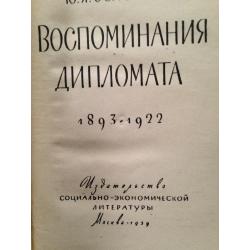 Ю. Я.
ВОСПОМИНАНИЯ
ДИПЛОМАТА
1893-1922
Издательство
СОЦИАЛЬНО-ЭКОНОМИЧЕСКОЙ
ЛИТЕРАТУРЫ
Москва-1959